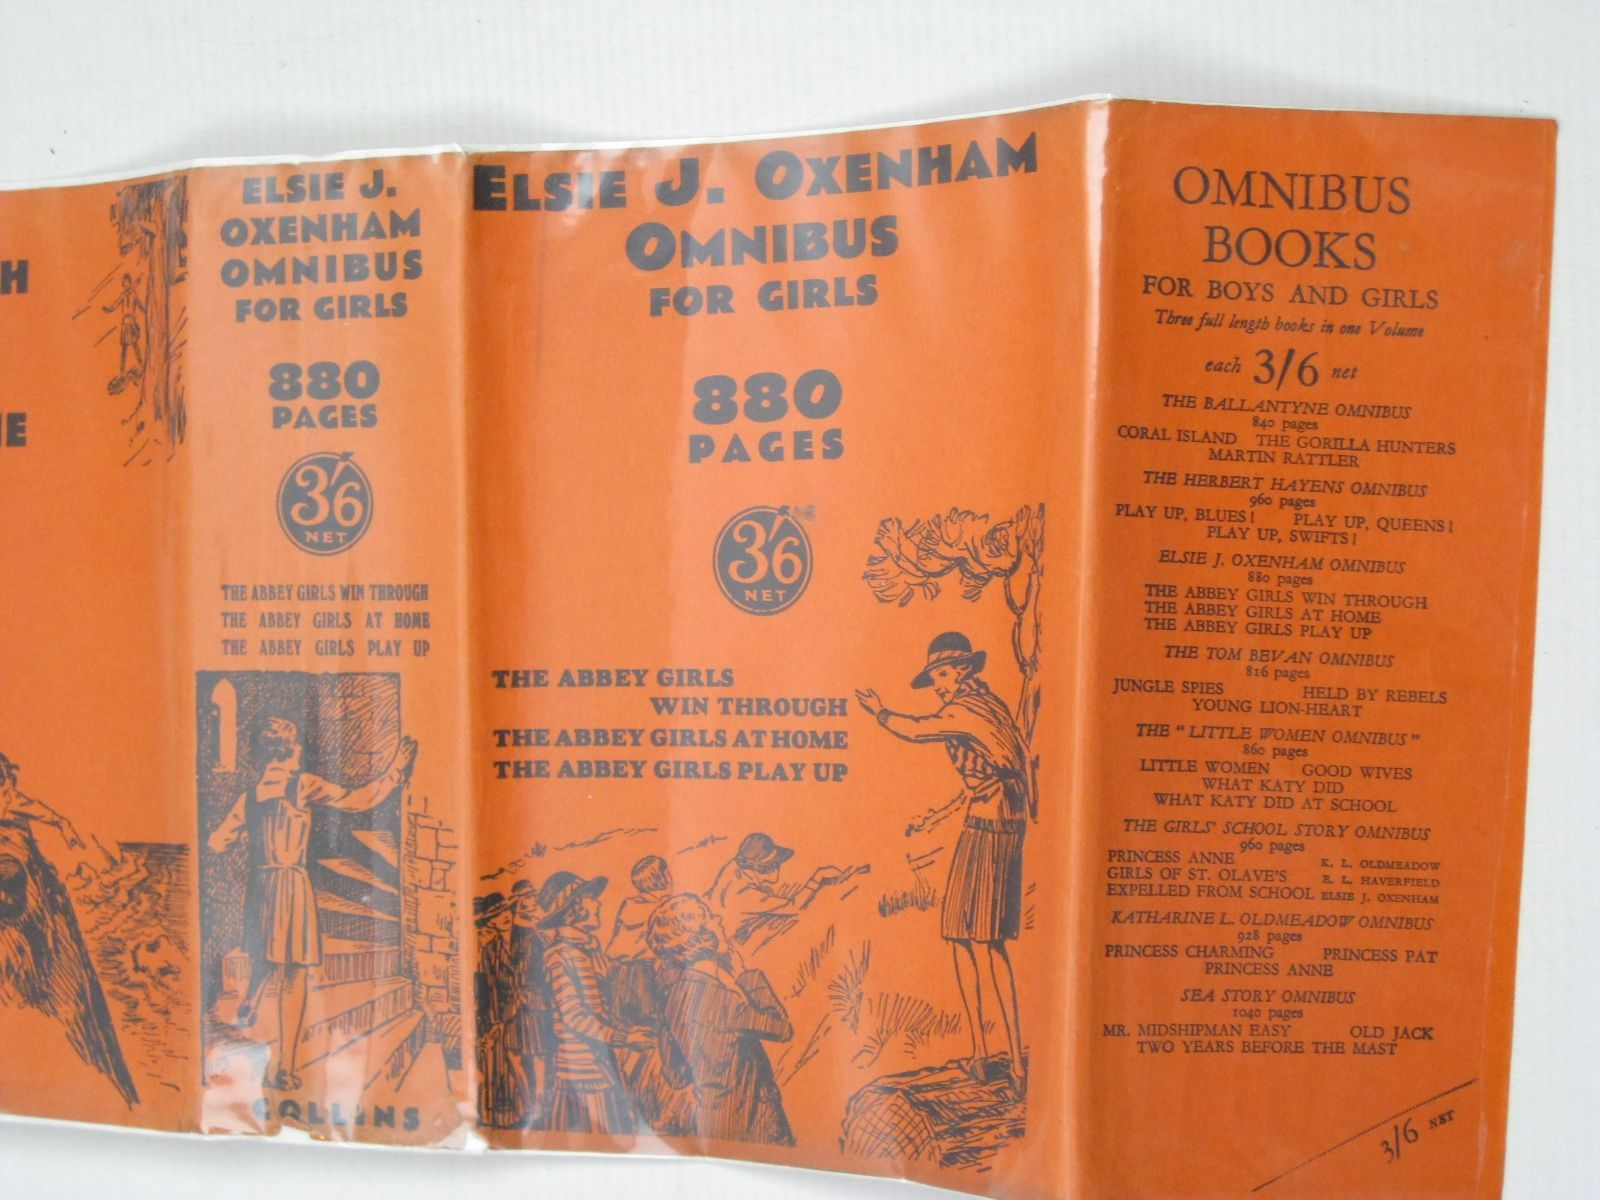 H
E
ELSIE J.
OXENHAM
OMNIBUS
FOR GIRLS
880
PAGES
3/6
NET
THE ABBEY GIRLS WIN THROUGH
THE ABBEY GIRLS AT HOME
THE ABBEY GIRLS PLAY UP
COLLINS
ELSIE J. OXENHAM
OMNIBUS
FOR GIRLS
880
PAGES
3/6
NET
THE ABBEY GIRLS
WIN THROUGH
THE ABBEY GIRLS AT HOME
THE ABBEY GIRLS PLAY UP
OMNIBUS
BOOKS
FOR BOYS AND GIRLS
Three full length books in one Volume
each 3/6 net
THE BALLANTYNE OMNIBUS
840 pages
CORAL ISLAND THE GORILLA HUNTERS
MARTIN RATTLER
THE HERBERT HAYENS OMNIBUS
960 pages
PLAY UP, BLUES! PLAY UP, QUEENS!
PLAY UP, SWIFTS!
ELSIE J. OXENHAM OMNIBUS
880 pages
THE ABBEY GIRLS WIN THROUGH
THE ABBEY GIRLS AT HOME
THE ABBEY GIRLS PLAY UP
THE TOM BEVAN OMNIBUS
816 pages
JUNGLE SPIES HELD BY REBELS
YOUNG LION-HEART
THE "LITTLE WOMEN OMNIBUS"
860 pages
LITTLE WOMEN GOOD WIVES
WHAT KATY DID
WHAT KATY DID AT SCHOOL
THE GIRLS' SCHOOL STORY OMNIBUS
960 pages
PRINCESS ANNE K. L. OLDMEADOW
GIRLS OF ST. OLAVE'S E. L. HAVERFIELD
EXPELLED FROM SCHOOL ELSIE J. OXENHAM
KATHARINE L. OLDMEADOW OMNIBUS
928 pages
PRINCESS CHARMING PRINCESS PAT
PRINCESS ANNE
SEA STORY OMNIBUS
1040 pages
MR. MIDSHIPMAN EASY OLD JACK
TWO YEARS BEFORE THE MAST
3/6 NET